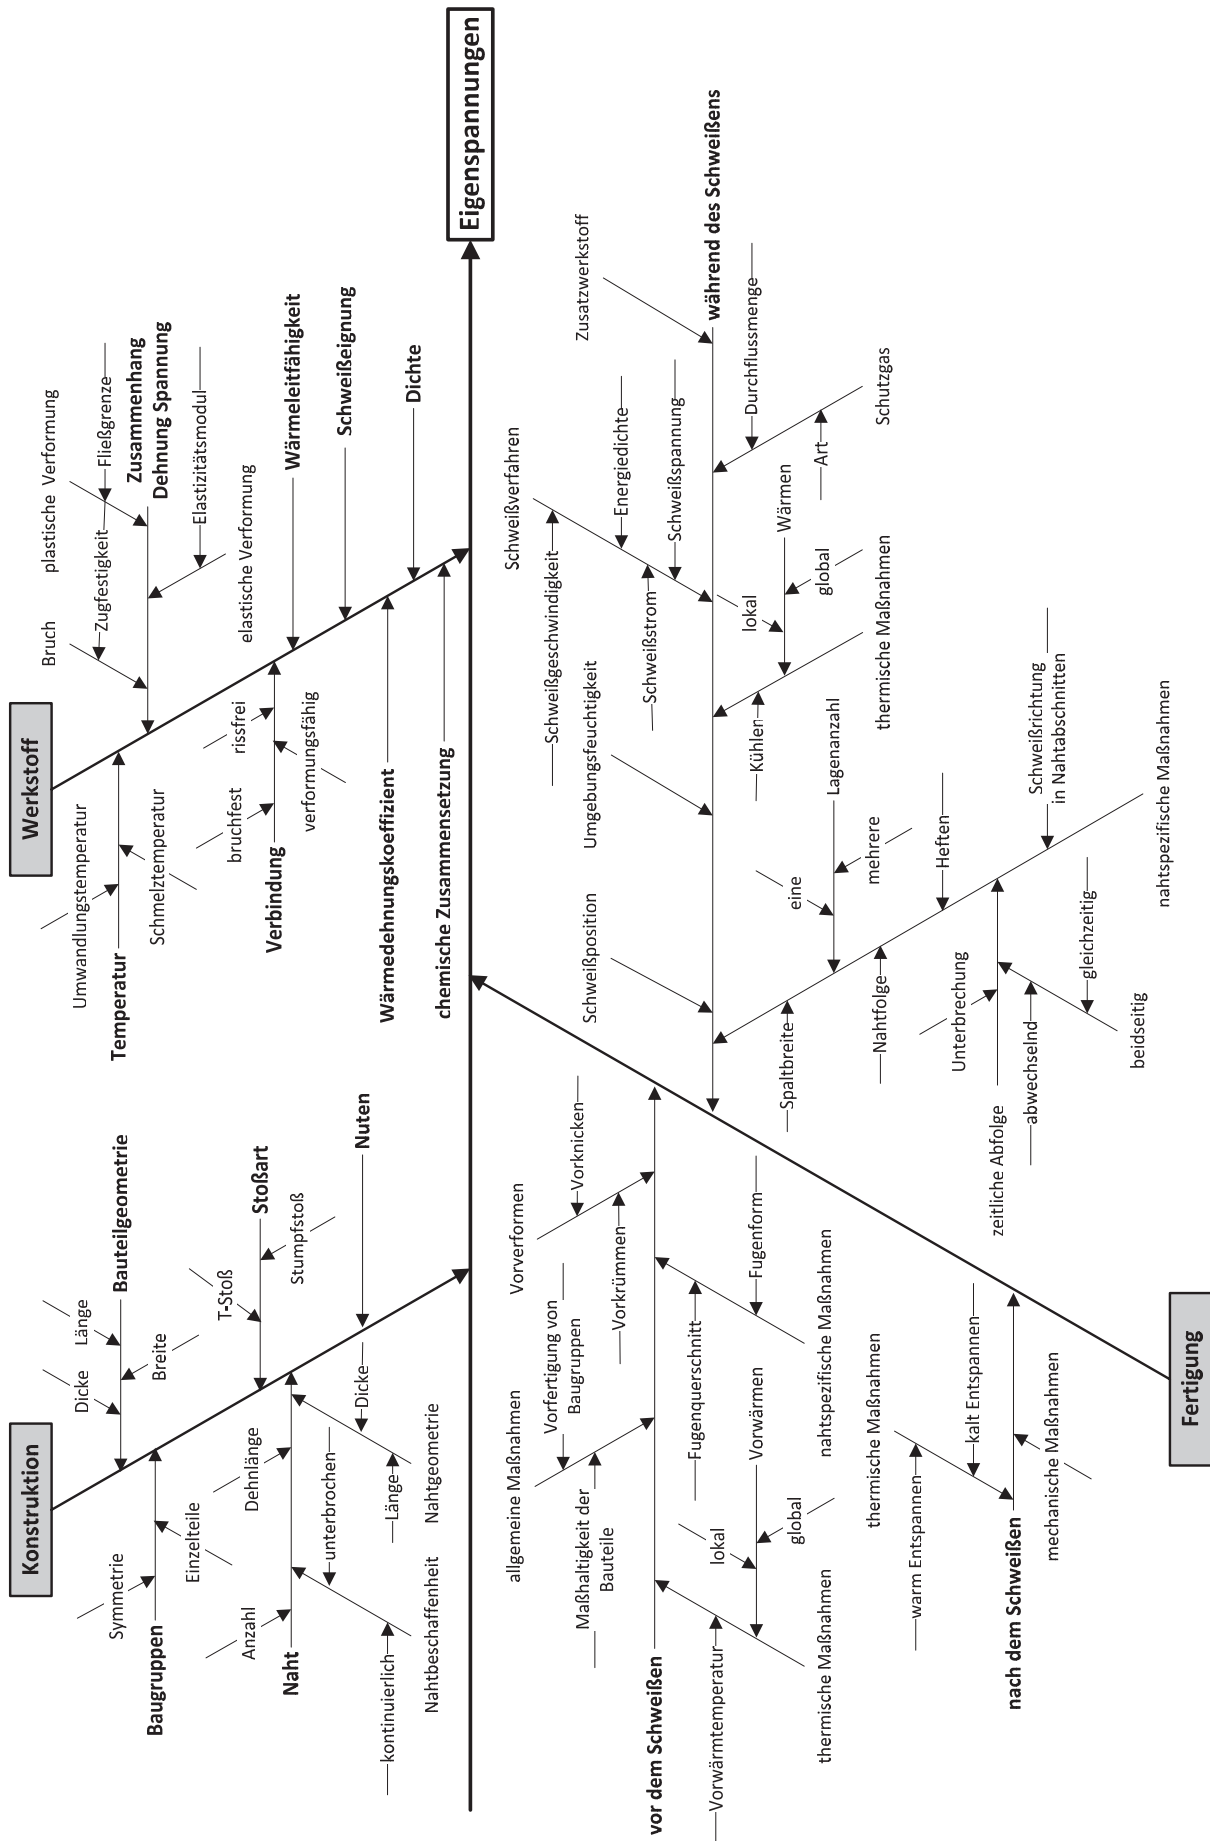 Konstruktion
Bauteilgeometrie
Dicke
Länge
Breite
Baugruppen
Symmetrie
Einzelteile
Stoßart
T-Stoß
Stumpfstoß
Naht
Anzahl
Dehnlänge
Nahtbeschaffenheit
kontinuierlich
unterbrochen
Nahtgeometrie
Länge
Dicke
Nuten
Werkstoff
Temperatur
Umwandlungstemperatur
Schmelztemperatur
Zusammenhang
Dehnung Spannung
Bruch
Zugfestigkeit
plastische Verformung
Fließgrenze
elastische Verformung
Elastizitätsmodul
Verbindung
bruchfest
rissfrei
verformungsfähig
Wärmeleitfähigkeit
Schweißeignung
Wärmedehnungskoeffizient
Dichte
chemische Zusammensetzung
Eigenspannungen
Fertigung
vor dem Schweißen
allgemeine Maßnahmen
Vorfertigung von
Baugruppen
Maßhaltigkeit der
Bauteile
Vorverformen
Vorknicken
Vorkrümmen
thermische Maßnahmen
Vorwärmtemperatur
Vorwärmen
lokal
global
nahtspezifische Maßnahmen
Fugenquerschnitt
Fugenform
während des Schweißens
Schweißposition
Umgebungsfeuchtigkeit
Schweißverfahren
Schweißgeschwindigkeit
Energiedichte
Schweißstrom
Schweißspannung
Zusatzwerkstoff
Schutzgas
Durchflussmenge
Art
thermische Maßnahmen
Kühlen
Wärmen
lokal
global
nahtspezifische Maßnahmen
Spaltbreite
Lagenanzahl
eine
mehrere
Nahtfolge
Heften
zeitliche Abfolge
Unterbrechung
beidseitig
abwechselnd
gleichzeitig
Schweißrichtung
in Nahtabschnitten
nach dem Schweißen
thermische Maßnahmen
warm Entspannen
kalt Entspannen
mechanische Maßnahmen